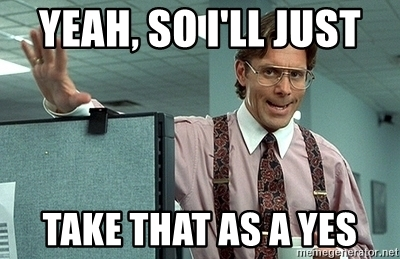 YEAH, SO I'LL JUST
TAKE THAT AS A YES
memegenerator.net